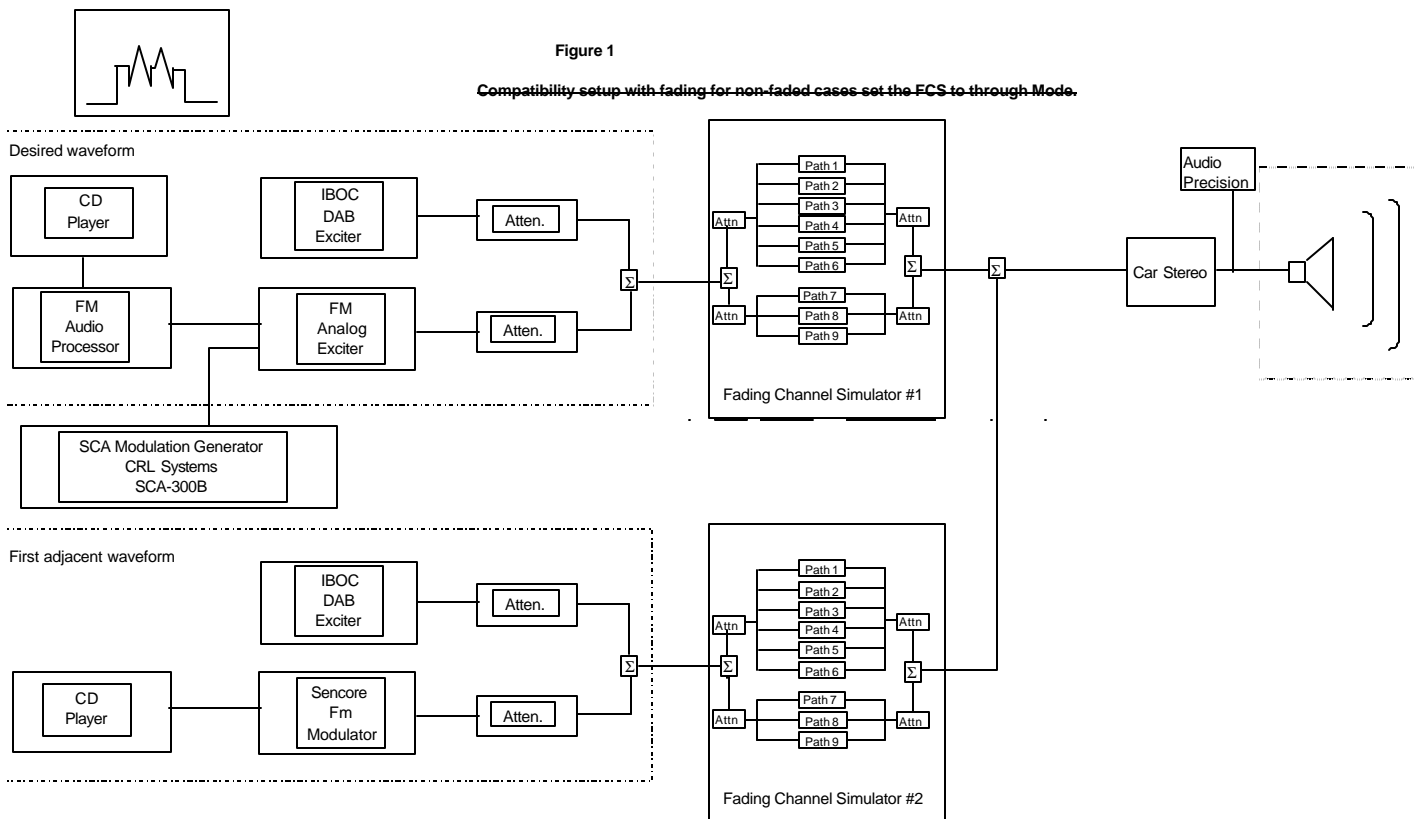 Figure 1
Compatibility setup with fading for non-faded cases set the FCS to through Mode.
Desired waveform
CD
Player
IBOC
DAB
Exciter
Atten.
FM
Audio
Processor
FM
Analog
Exciter
Atten.
Σ
SCA Modulation Generator
CRL Systems
SCA-300B
Σ
Attn
Attn
Path 1
Path 2
Path 3
Path 4
Path 5
Path 6
Path 7
Path 8
Path 9
Attn
Attn
Σ
Fading Channel Simulator #1
Σ
Car Stereo
Audio
Precision
First adjacent waveform
IBOC
DAB
Exciter
Atten.
CD
Player
Sencore
Fm
Modulator
Atten.
Σ
Σ
Attn
Attn
Path 1
Path 2
Path 3
Path 4
Path 5
Path 6
Path 7
Path 8
Path 9
Attn
Attn
Σ
Fading Channel Simulator #2